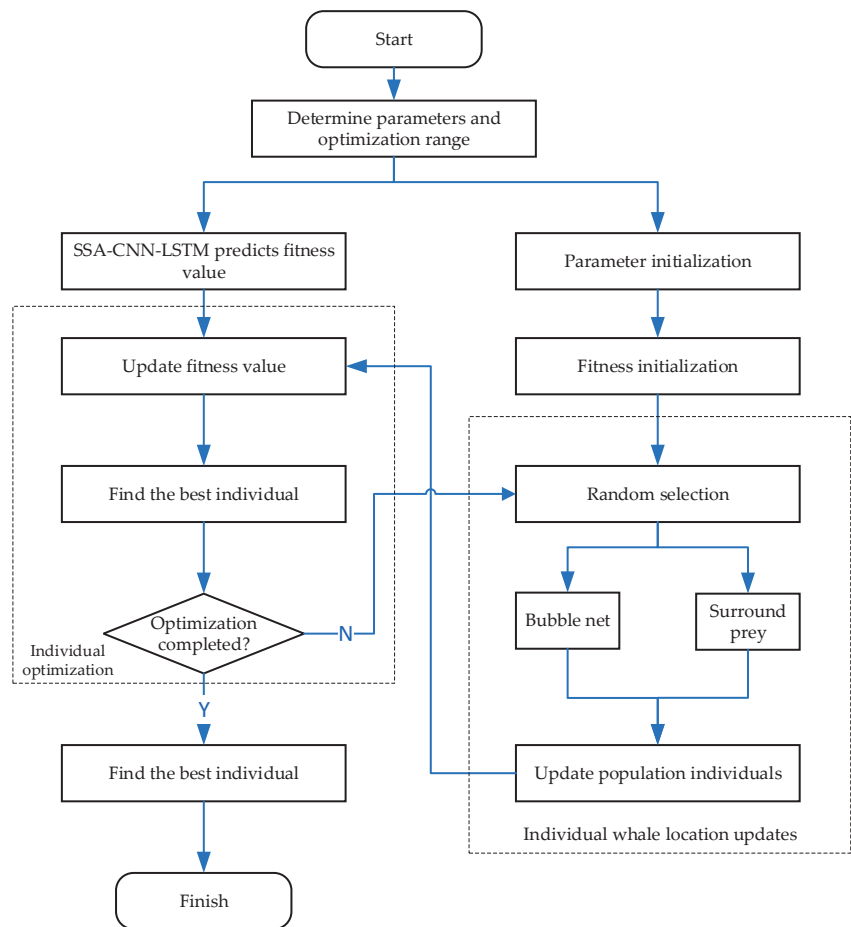 Start
Determine parameters and
optimization range
SSA-CNN-LSTM predicts fitness
value
Parameter initialization
Update fitness value
Fitness initialization
Find the best individual
Random selection
Bubble net
Surround
prey
Optimization
completed?
N
Individual
optimization
Y
Find the best individual
Update population individuals
Individual whale location updates
Finish